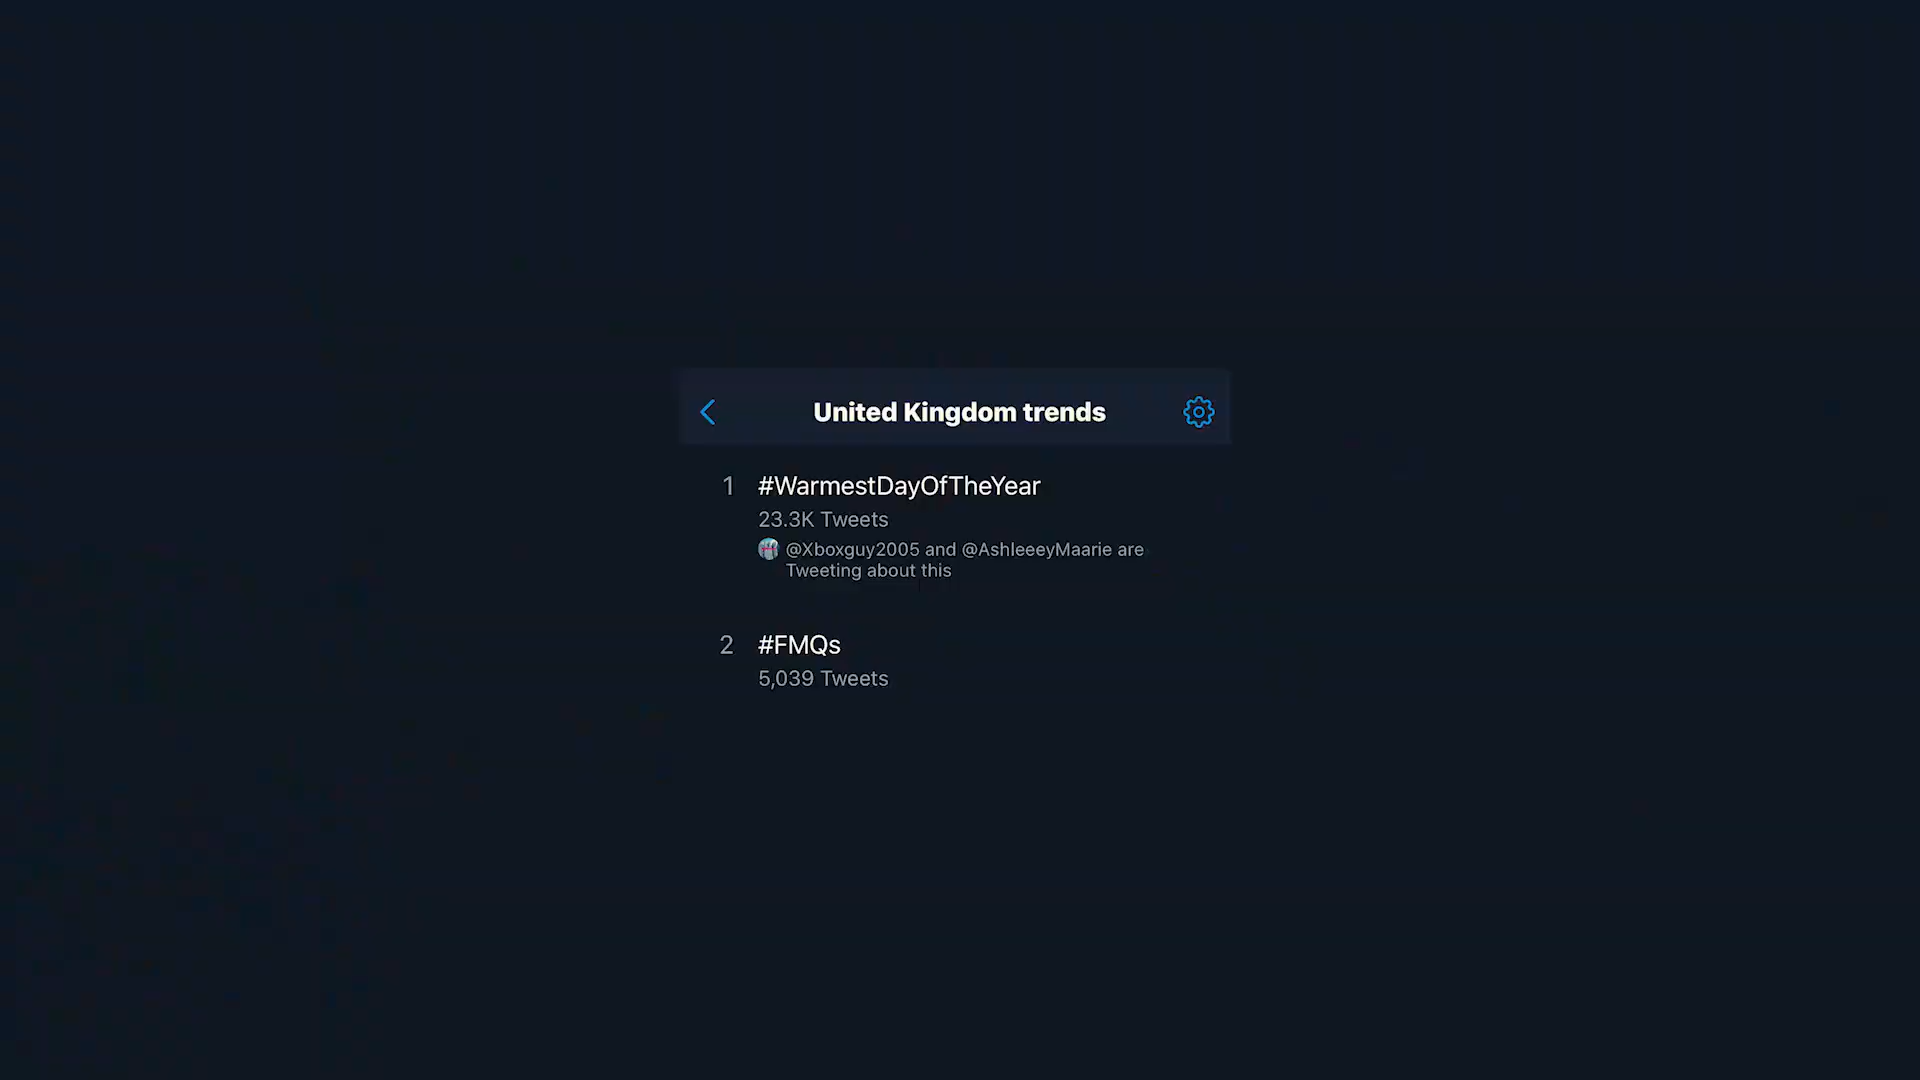 United Kingdom trends
1 #WarmestDayOfTheYear
23.3K Tweets
@Xboxguy2005 and @AshleeeyMaarie are
Tweeting about this
2 #FMQs
5,039 Tweets